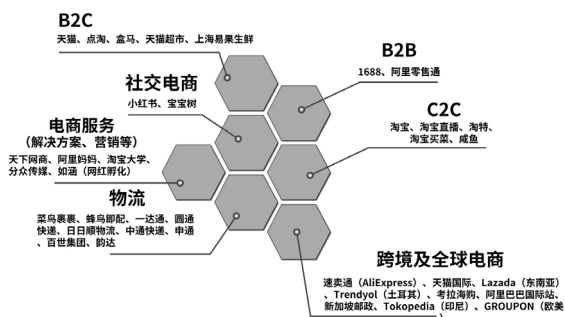 B2C
天猫、点淘、盒马、天猫超市、上海易果生鲜
B2B
1688、阿里零售通
社交电商
小红书、宝宝树
C2C
淘宝、淘宝直播、淘特、
淘宝买菜、咸鱼
电商服务
（解决方案、营销等）
天下网商、阿里妈妈、淘宝大学、
分众传媒、如涵（网红孵化）
物流
菜鸟裹裹、蜂鸟即配、一达通、圆通
快递、日日顺物流、中通快递、申通
、百世集团、韵达
跨境及全球电商
速卖通（AliExpress）、天猫国际、Lazada（东南亚）
、Trendyol（土耳其）、考拉海购、阿里巴巴国际站、
新加坡邮政、Tokopedia（印尼）、GROUPON（欧美
）